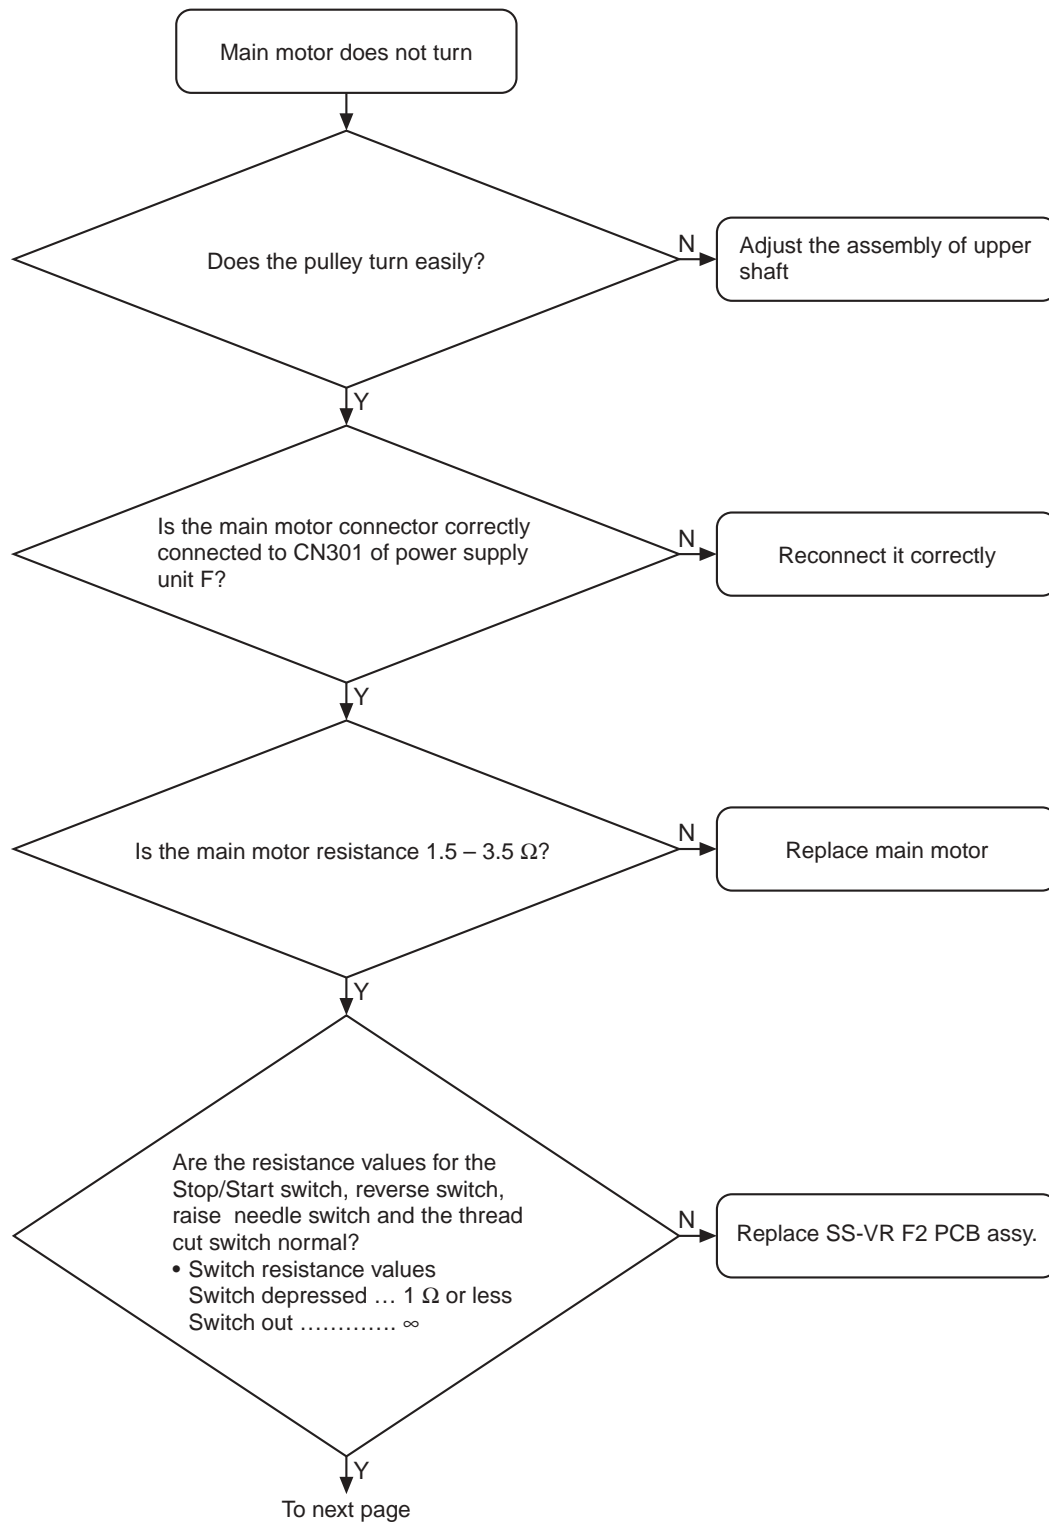 Main motor does not turn
Does the pulley turn easily?
N
Adjust the assembly of upper
shaft
Y
Is the main motor connector correctly
connected to CN301 of power supply
unit F?
N
Reconnect it correctly
Y
Is the main motor resistance 1.5 – 3.5 Ω?
N
Replace main motor
Y
Are the resistance values for the
Stop/Start switch, reverse switch,
raise needle switch and the thread
cut switch normal?
• Switch resistance values
Switch depressed … 1 Ω or less
Switch out …………. ∞
N
Replace SS-VR F2 PCB assy.
Y
To next page